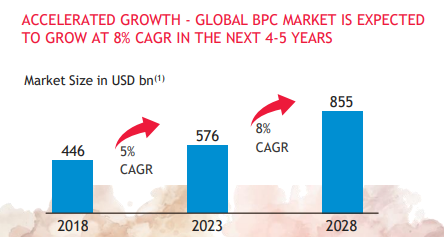 ACCELERATED GROWTH - GLOBAL BPC MARKET IS EXPECTED
TO GROW AT 8% CAGR IN THE NEXT 4-5 YEARS
Market Size in USD bn(1)
446
5%
CAGR
576
8%
CAGR
855
2018
2023
2028